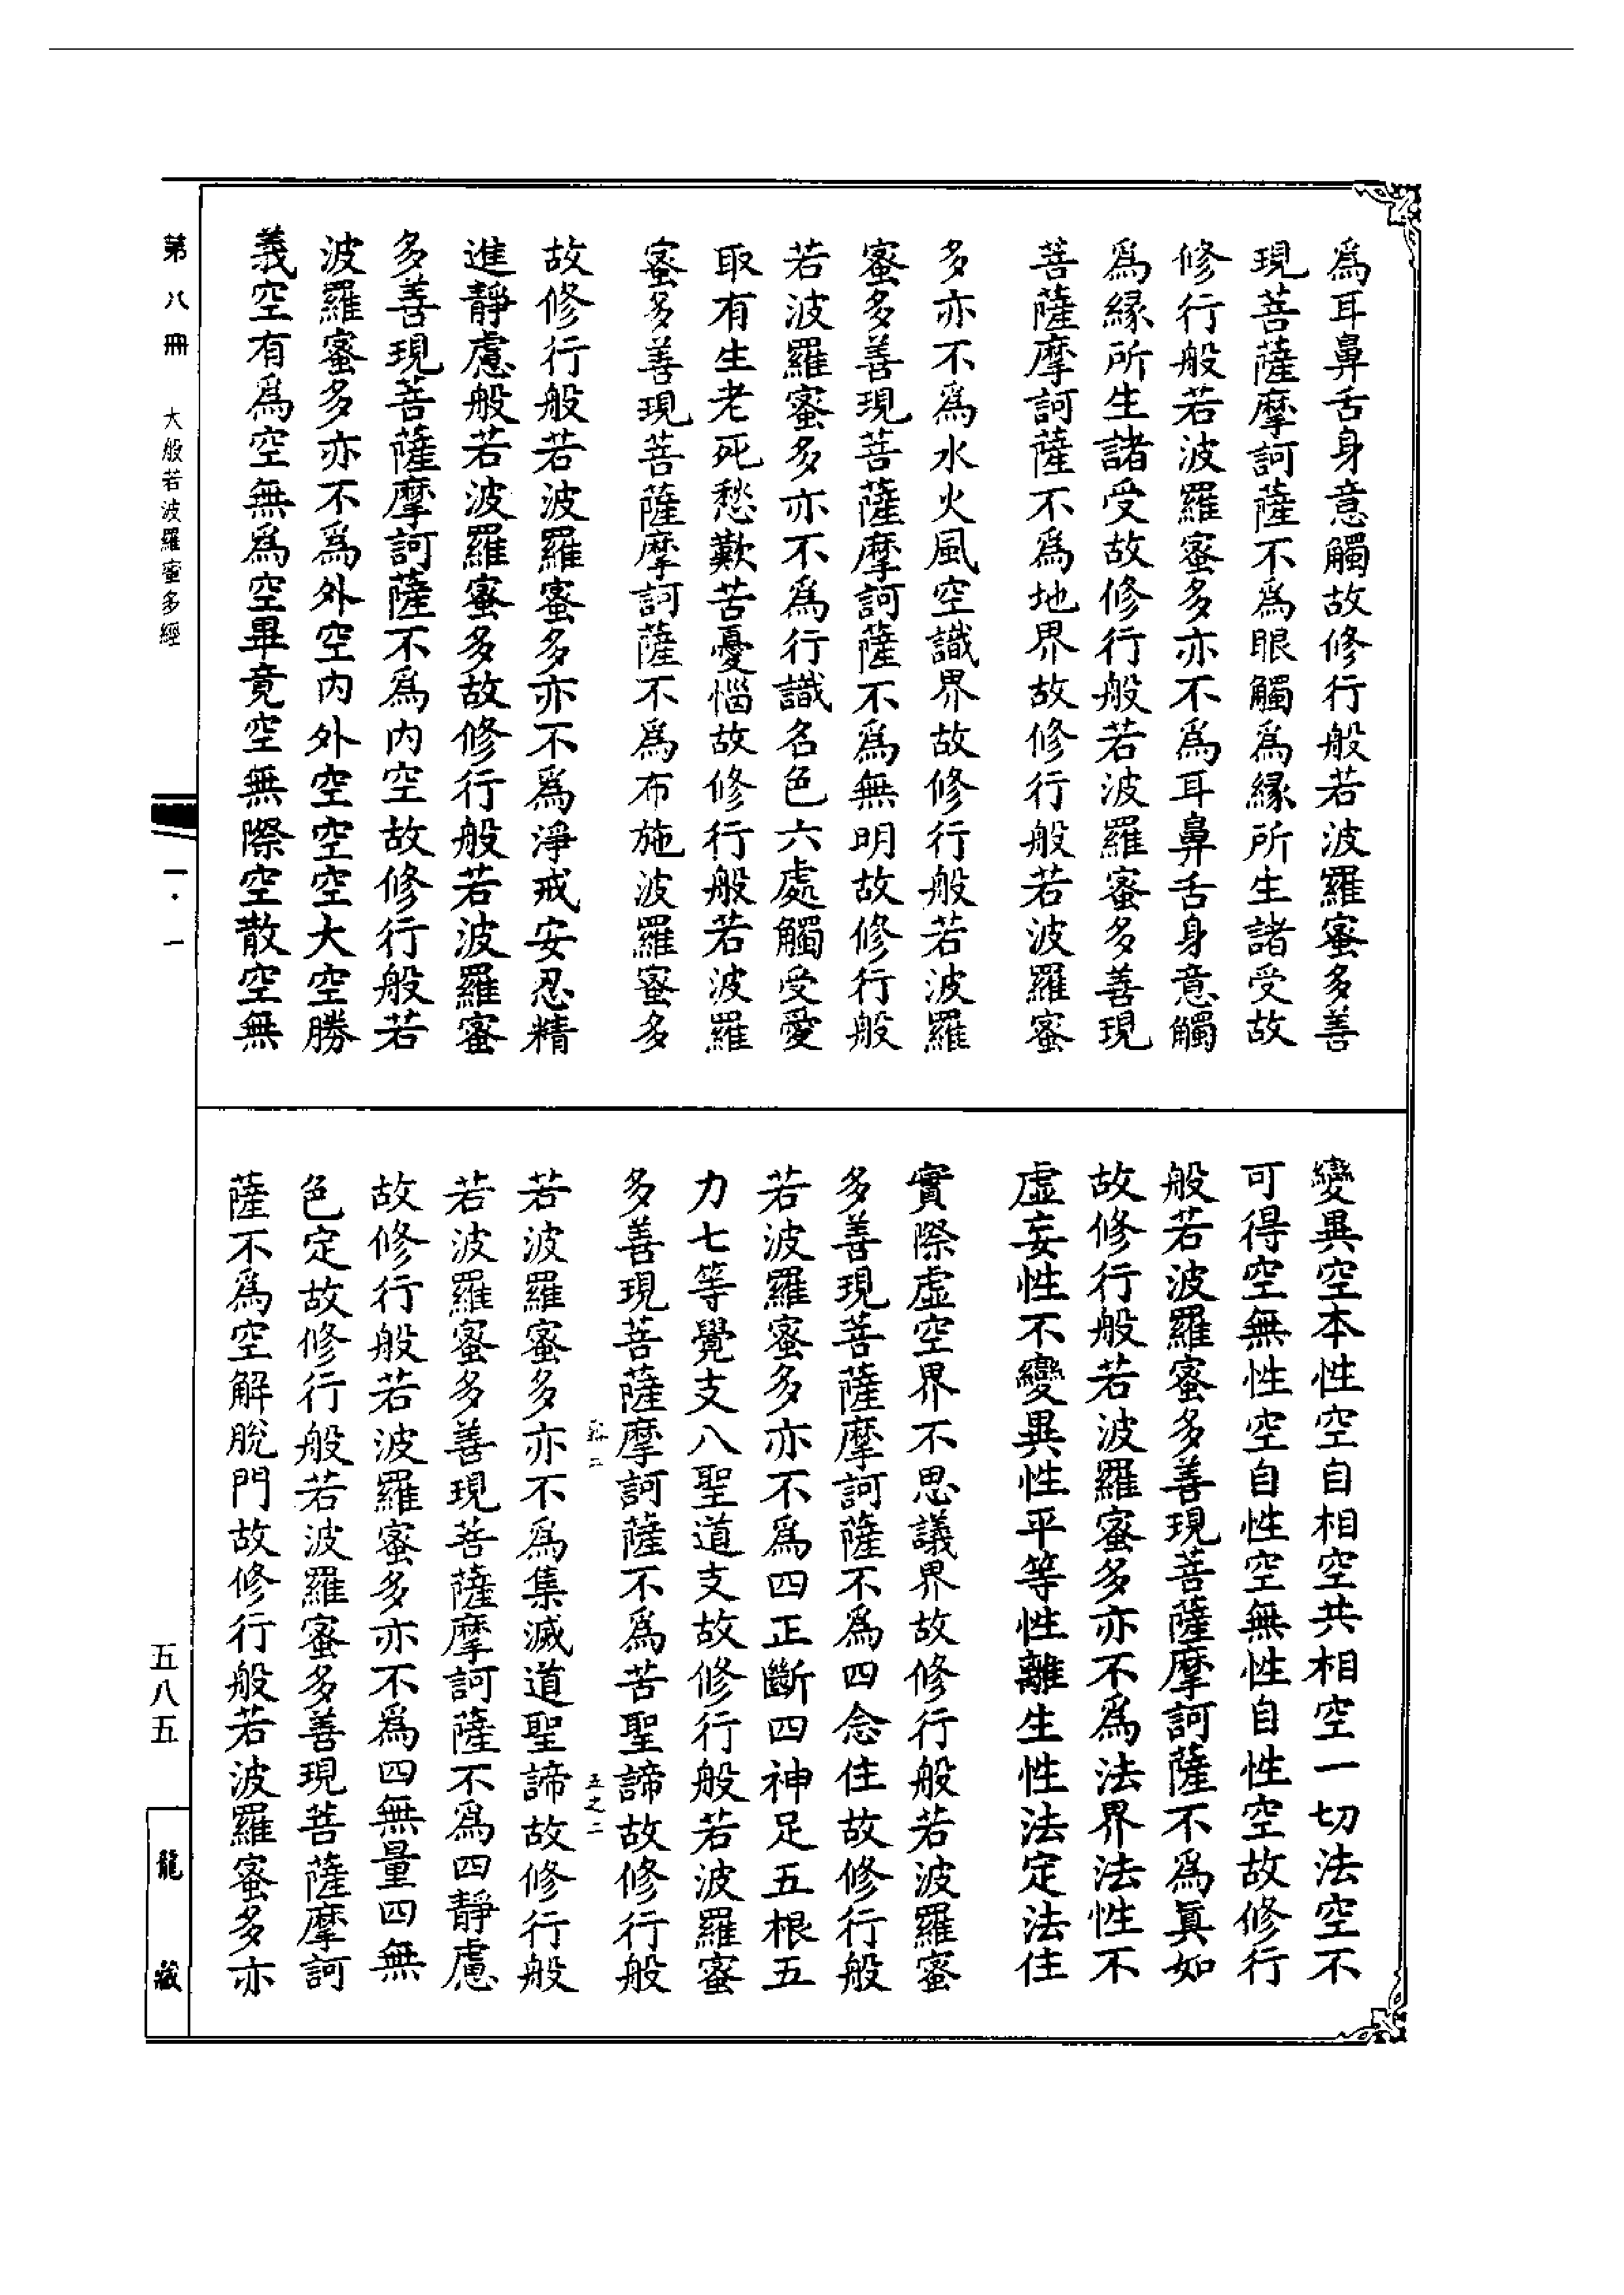 爲耳鼻舌身意觸故修行般若波羅蜜多善
現菩薩摩訶薩不爲眼觸爲緣所生諸受故
修行般若波羅蜜多亦不爲耳鼻舌身意觸
爲緣所生諸受故修行般若波羅蜜多善現
菩薩摩訶薩不爲地界故修行般若波羅蜜
多亦不爲水火風空識界故修行般若波羅
蜜多善現菩薩摩訶薩不爲無明故修行般
若波羅蜜多亦不爲行識名色六處觸受愛
取有生老死愁歎苦憂惱故修行般若波羅
蜜多善現菩薩摩訶薩不爲布施波羅蜜多
故修行般若波羅蜜多亦不爲淨戒安忍精
進靜慮般若波羅蜜多故修行般若波羅蜜
多善現菩薩摩訶薩不爲内空故修行般若
波羅蜜多亦不爲外空内外空空空大空勝
義空有爲空無爲空畢竟空無際空散空無
變異空本性空自相空共相空一切法空不
可得空無性空自性空無性自性空故修行
般若波羅蜜多善現菩薩摩訶薩不爲眞如
故修行般若波羅蜜多亦不爲法界法性不
虛妄性不變異性平等性離生性法定法住
實際虛空界不思議界故修行般若波羅蜜
多善現菩薩摩訶薩不爲四念住故修行般
若波羅蜜多亦不爲四正斷四神足五根五
力七等覺支八聖道支故修行般若波羅蜜
多善現菩薩摩訶薩不爲苦聖諦故修行般
五之二
若波羅蜜多亦不爲集滅道聖諦故修行般
若波羅蜜多善現菩薩摩訶薩不爲四靜慮
故修行般若波羅蜜多亦不爲四無量四無
色定故修行般若波羅蜜多善現菩薩摩訶
薩不爲空解脫門故修行般若波羅蜜多亦
第八冊 大般若波羅蜜多經
一·一
五八五
龍藏